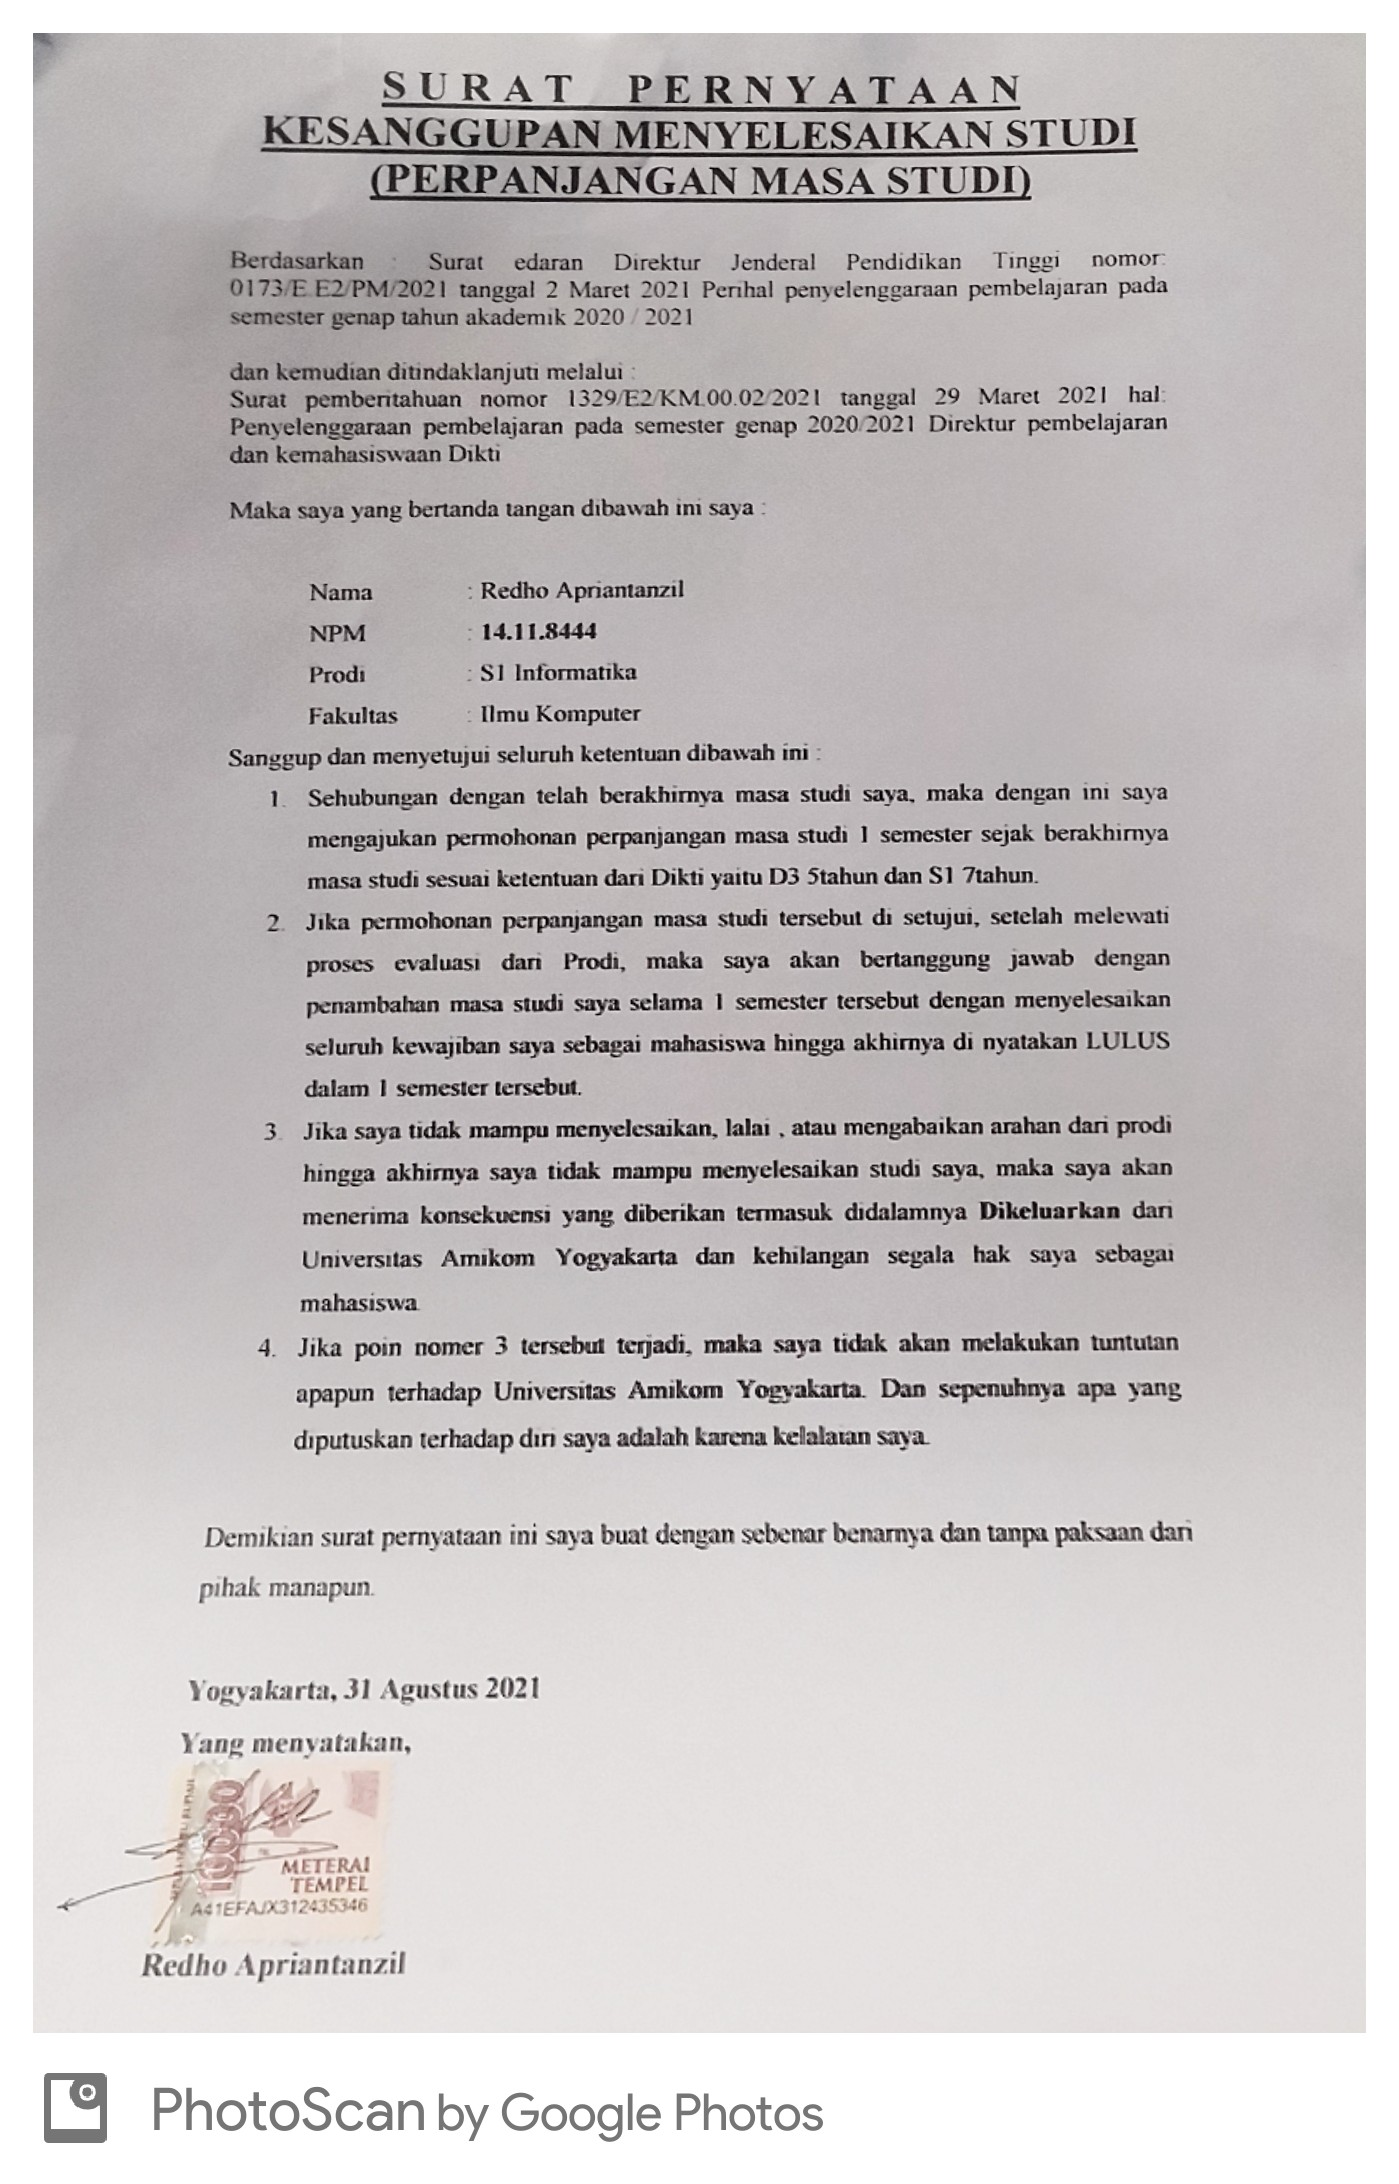 SURAT PERNYATAAN
KESANGGUPAN MENYELESAIKAN STUDI
(PERPANJANGAN MASA STUDI)
Berdasarkan : Surat edaran Direktur Jenderal Pendidikan Tinggi nomor:
0173/E.E2/PM/2021 tanggal 2 Maret 2021 Perihal penyelenggaraan pembelajaran pada
semester genap tahun akademik 2020 / 2021
dan kemudian ditindaklanjuti melalui :
Surat pemberitahuan nomor 1329/E2/KM.00.02/2021 tanggal 29 Maret 2021 hal:
Penyelenggaraan pembelajaran pada semester genap 2020/2021 Direktur pembelajaran
dan kemahasiswaan Dikti
Maka saya yang bertanda tangan dibawah ini saya :
Nama : Redho Apriantanzil
NPM : 14.11.8444
Prodi : S1 Informatika
Fakultas : Ilmu Komputer
Sanggup dan menyetujui seluruh ketentuan dibawah ini :
1. Sehubungan dengan telah berakhirnya masa studi saya, maka dengan ini saya
mengajukan permohonan perpanjangan masa studi 1 semester sejak berakhirnya
masa studi sesuai ketentuan dari Dikti yaitu D3 5tahun dan S1 7tahun.
2. Jika permohonan perpanjangan masa studi tersebut di setujui, setelah melewati
proses evaluasi dari Prodi, maka saya akan bertanggung jawab dengan
penambahan masa studi saya selama 1 semester tersebut dengan menyelesaikan
seluruh kewajiban saya sebagai mahasiswa hingga akhirnya di nyatakan LULUS
dalam 1 semester tersebut.
3. Jika saya tidak mampu menyelesaikan, lalai , atau mengabaikan arahan dari prodi
hingga akhirnya saya tidak mampu menyelesaikan studi saya, maka saya akan
menerima konsekuensi yang diberikan termasuk didalamnya Dikeluarkan dari
Universitas Amikom Yogyakarta dan kehilangan segala hak saya sebagai
mahasiswa.
4. Jika poin nomer 3 tersebut terjadi, maka saya tidak akan melakukan tuntutan
apapun terhadap Universitas Amikom Yogyakarta. Dan sepenuhnya apa yang
diputuskan terhadap diri saya adalah karena kelalaian saya.
Demikian surat pernyataan ini saya buat dengan sebenar benarnya dan tanpa paksaan dari
pihak manapun.
Yogyakarta, 31 Agustus 2021
Yang menyatakan,
10000
METERAI
TEMPEL
A41EFAJX312435346
Redho Apriantanzil
PhotoScan by Google Photos